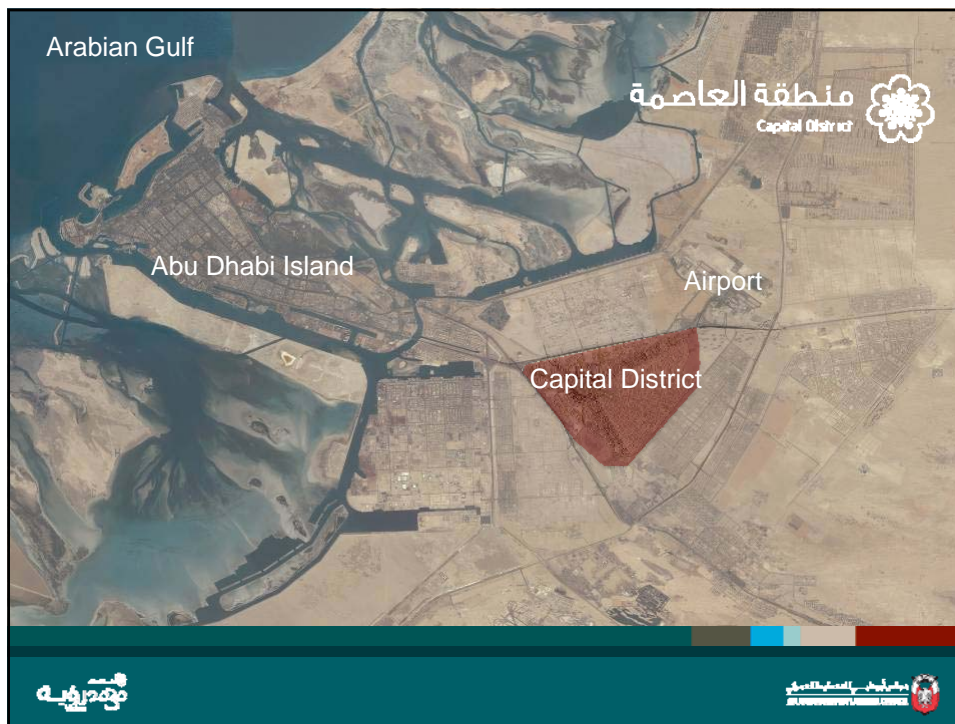 Arabian Gulf
منطقة العاصمة
Capital District
Abu Dhabi Island
Airport
Capital District